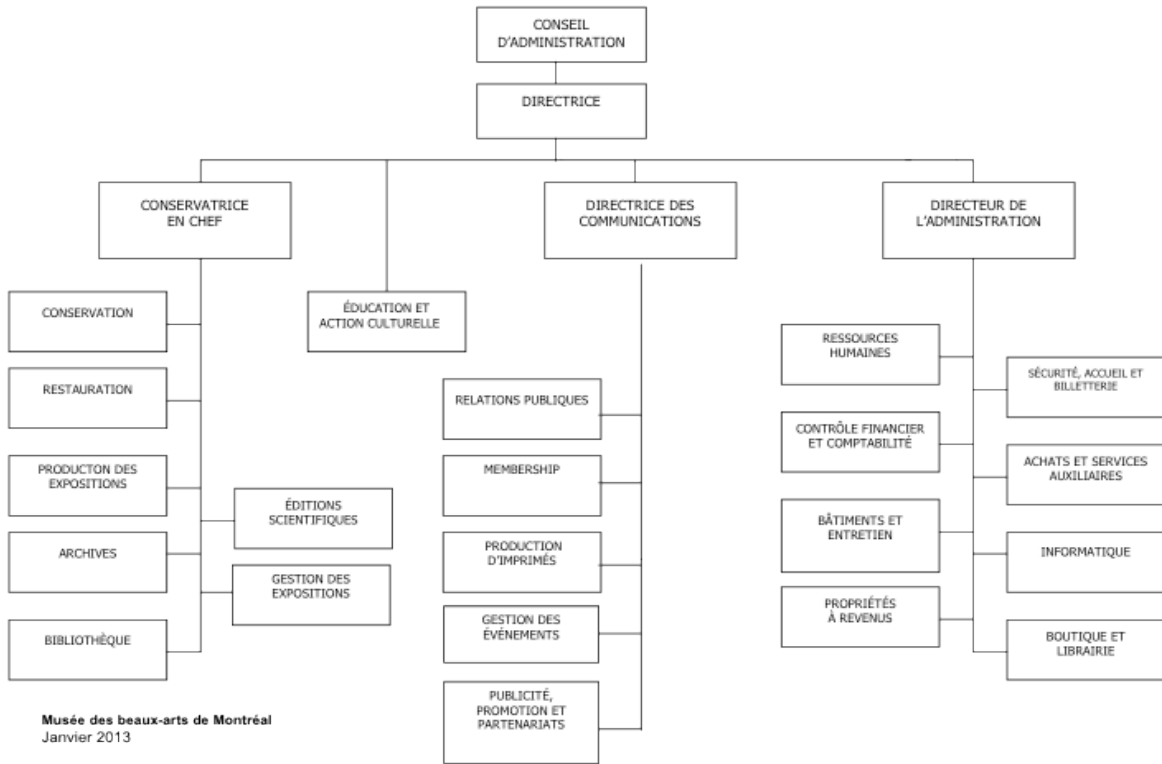 CONSEIL
D'ADMINISTRATION
DIRECTRICE
CONSERVATRICE
EN CHEF
DIRECTRICE DES
COMMUNICATIONS
DIRECTEUR DE
L'ADMINISTRATION
CONSERVATION
RESTAURATION
PRODUCTON DES
EXPOSITIONS
ARCHIVES
BIBLIOTHÈQUE
ÉDITIONS
SCIENTIFIQUES
GESTION DES
EXPOSITIONS
ÉDUCATION ET
ACTION CULTURELLE
RELATIONS PUBLIQUES
MEMBERSHIP
PRODUCTION
D'IMPRIMÉS
GESTION DES
ÉVÉNEMENTS
PUBLICITÉ,
PROMOTION ET
PARTENARIATS
RESSOURCES
HUMAINES
CONTRÔLE FINANCIER
ET COMPTABILITÉ
BÂTIMENTS ET
ENTRETIEN
PROPRIÉTÉS
À REVENUS
SÉCURITÉ, ACCUEIL ET
BILLETTERIE
ACHATS ET SERVICES
AUXILIAIRES
INFORMATIQUE
BOUTIQUE ET
LIBRAIRIE
Musée des beaux-arts de Montréal
Janvier 2013